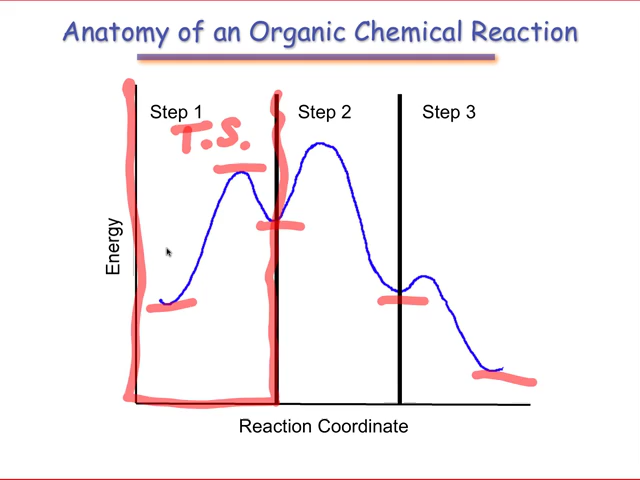 Anatomy of an Organic Chemical Reaction
Step 1
Step 2
Step 3
T.S.
Energy
Reaction Coordinate